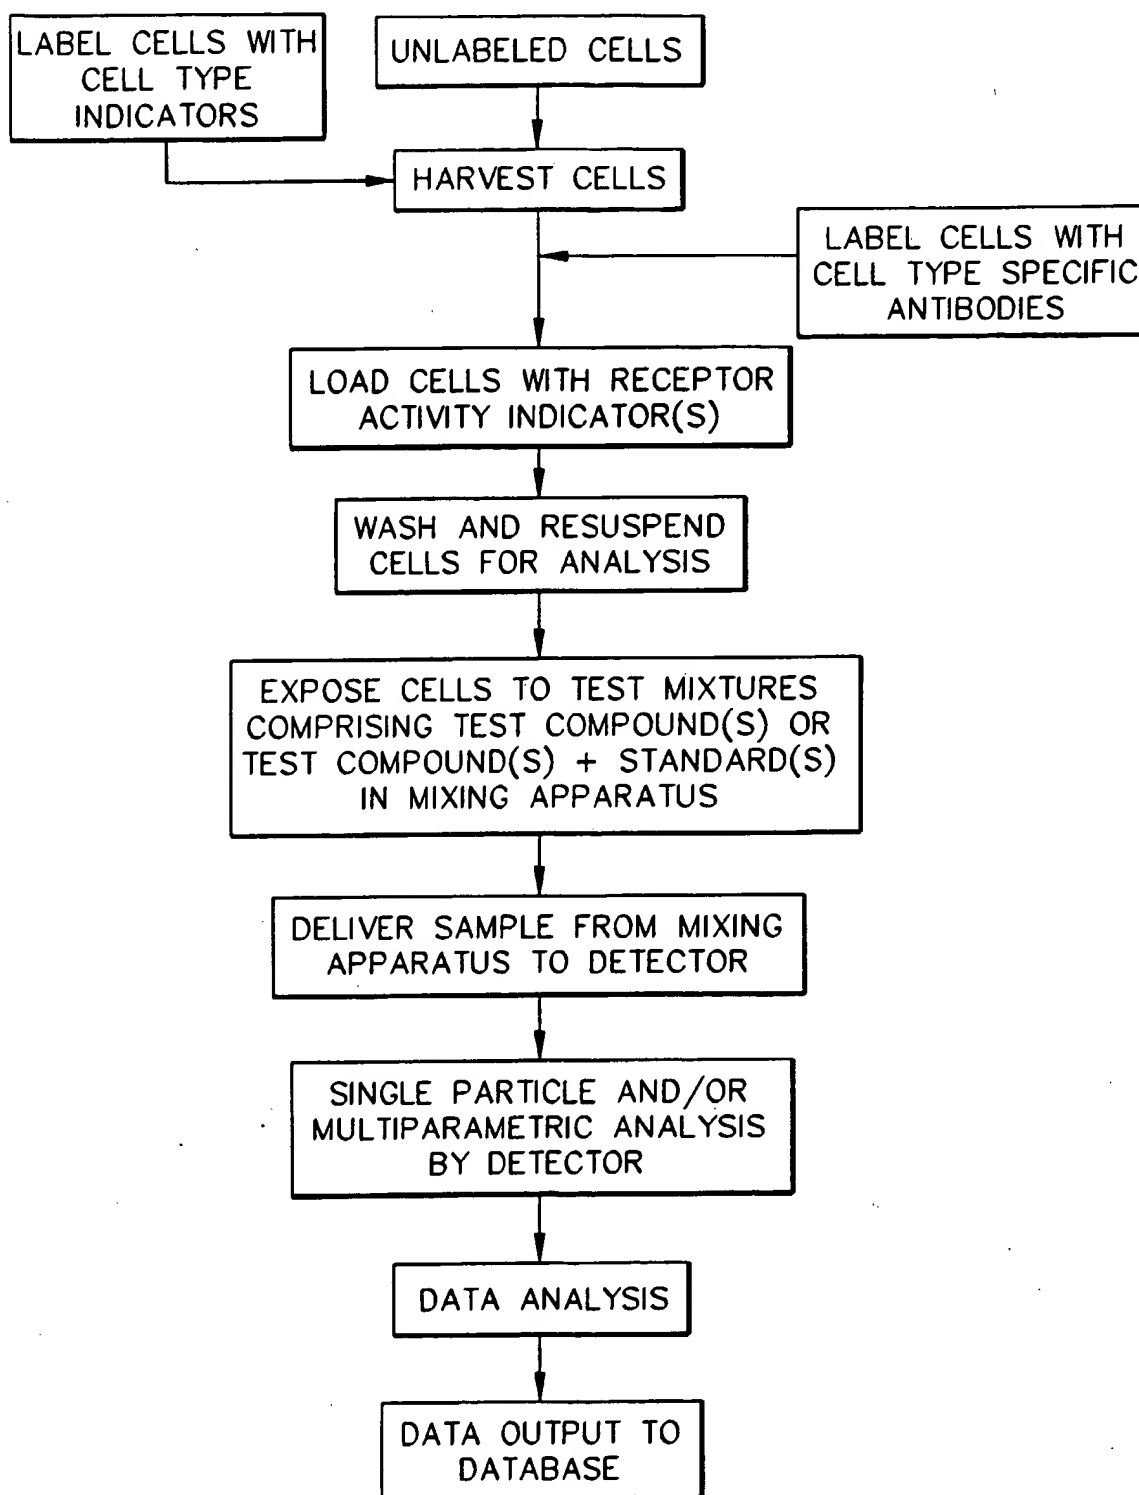 LABEL CELLS WITH
CELL TYPE
INDICATORS
UNLABELED CELLS
HARVEST CELLS
LABEL CELLS WITH
CELL TYPE SPECIFIC
ANTIBODIES
LOAD CELLS WITH RECEPTOR
ACTIVITY INDICATOR(S)
WASH AND RESUSPEND
CELLS FOR ANALYSIS
EXPOSE CELLS TO TEST MIXTURES
COMPRISING TEST COMPOUND(S) OR
TEST COMPOUND(S) + STANDARD(S)
IN MIXING APPARATUS
DELIVER SAMPLE FROM MIXING
APPARATUS TO DETECTOR
SINGLE PARTICLE AND/OR
MULTIPARAMETRIC ANALYSIS
BY DETECTOR
DATA ANALYSIS
DATA OUTPUT TO
DATABASE